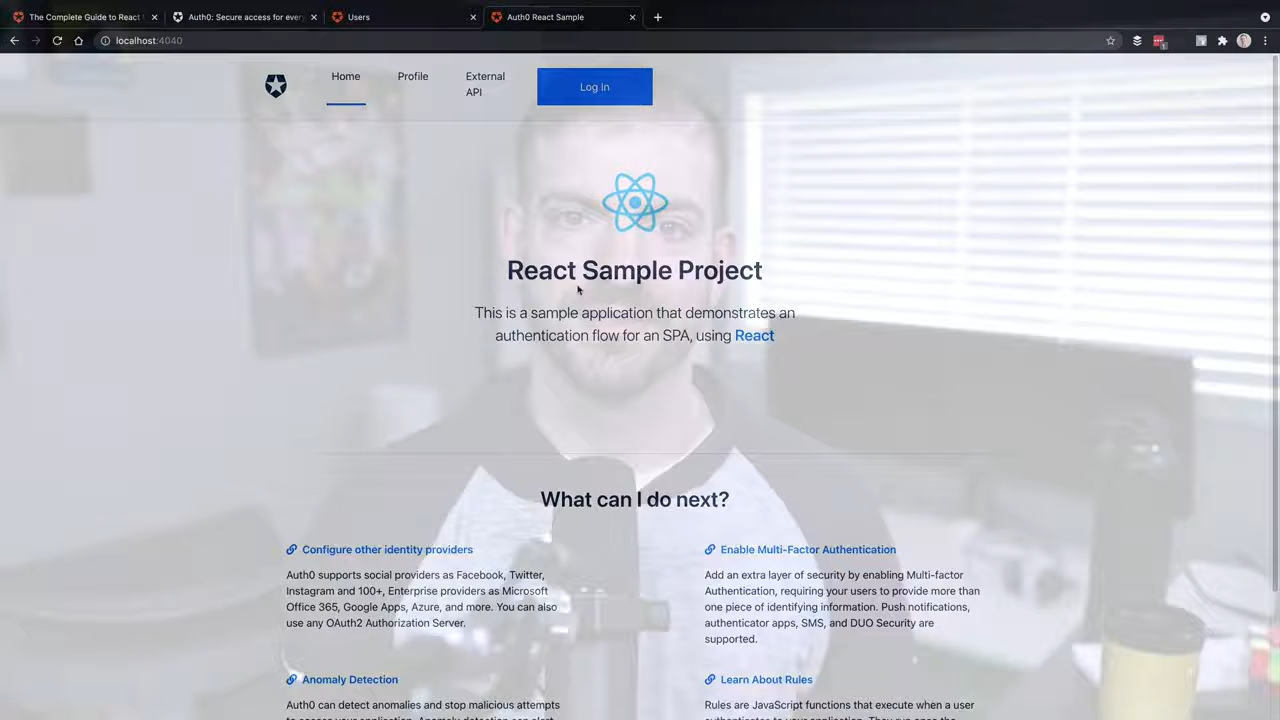 The Complete Guide to React
Auth0: Secure access for every
Users
Auth0 React Sample
localhost:4040
Home
Profile
External
API
Log In
React Sample Project
This is a sample application that demonstrates an
authentication flow for an SPA, using React
What can I do next?
Configure other identity providers
Auth0 supports social providers as Facebook, Twitter,
Instagram and 100+, Enterprise providers as Microsoft
Office 365, Google Apps, Azure, and more. You can also
use any OAuth2 Authorization Server.
Enable Multi-Factor Authentication
Add an extra layer of security by enabling Multi-factor
Authentication, requiring your users to provide more than
one piece of identifying information. Push notifications,
authenticator apps, SMS, and DUO Security are
supported.
Anomaly Detection
Auth0 can detect anomalies and stop malicious attempts
Learn About Rules
Rules are JavaScript functions that execute when a user